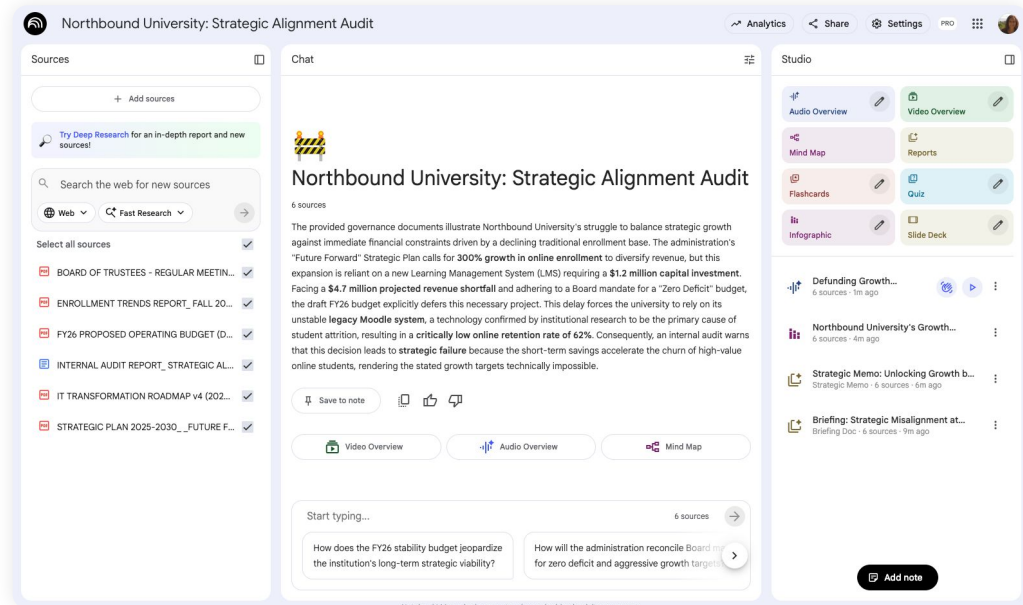 Northbound University: Strategic Alignment Audit
Analytics
Share
Settings
PRO
Sources
+ Add sources
Try Deep Research for an in-depth report and new
sources!
Search the web for new sources
Web
Fast Research
Select all sources
BOARD OF TRUSTEES - REGULAR MEETIN...
ENROLLMENT TRENDS REPORT_FALL 20...
FY26 PROPOSED OPERATING BUDGET (D...
INTERNAL AUDIT REPORT_ STRATEGIC AL...
IT TRANSFORMATION ROADMAP v4 (202...
STRATEGIC PLAN 2025-2030_ _FUTURE F...
Chat
Northbound University: Strategic Alignment Audit
6 sources
The provided governance documents illustrate Northbound University's struggle to balance strategic growth
against immediate financial constraints driven by a declining traditional enrollment base. The administration's
"Future Forward" Strategic Plan calls for 300% growth in online enrollment to diversify revenue, but this
expansion is reliant on a new Learning Management System (LMS) requiring a $1.2 million capital investment.
Facing a $4.7 million projected revenue shortfall and adhering to a Board mandate for a "Zero Deficit" budget,
the draft FY26 budget explicitly defers this necessary project. This delay forces the university to rely on its
unstable legacy Moodle system, a technology confirmed by institutional research to be the primary cause of
student attrition, resulting in a critically low online retention rate of 62%. Consequently, an internal audit warns
that this decision leads to strategic failure because the short-term savings accelerate the churn of high-value
online students, rendering the stated growth targets technically impossible.
Save to note
Video Overview
Audio Overview
Mind Map
Start typing...
6 sources
How does the FY26 stability budget jeopardize
the institution's long-term strategic viability?
How will the administration reconcile Board
for zero deficit and aggressive growth targets
Studio
Audio Overview
Video Overview
Mind Map
Reports
Flashcards
Quiz
Infographic
Slide Deck
Defunding Growth...
6 sources · 1m ago
Northbound University's Growth...
6 sources · 4m ago
Strategic Memo: Unlocking Growth b...
Strategic Memo · 6 sources · 6m ago
Briefing: Strategic Misalignment at...
Briefing Doc · 6 sources · 9m ago
Add note